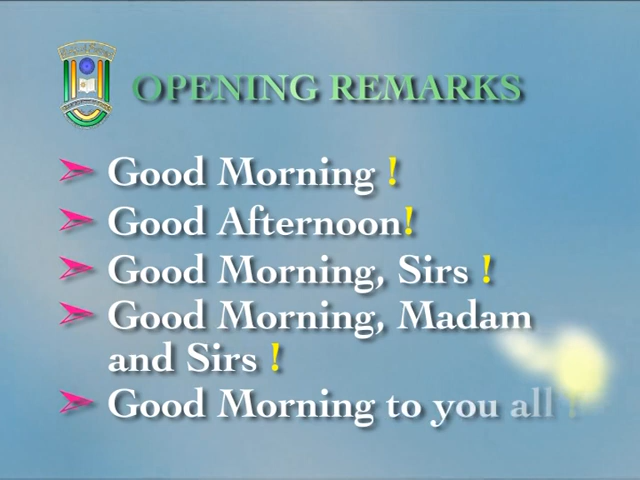 OPENING REMARKS
Good Morning !
Good Afternoon!
Good Morning, Sirs !
Good Morning, Madam
and Sirs !
Good Morning to you all !